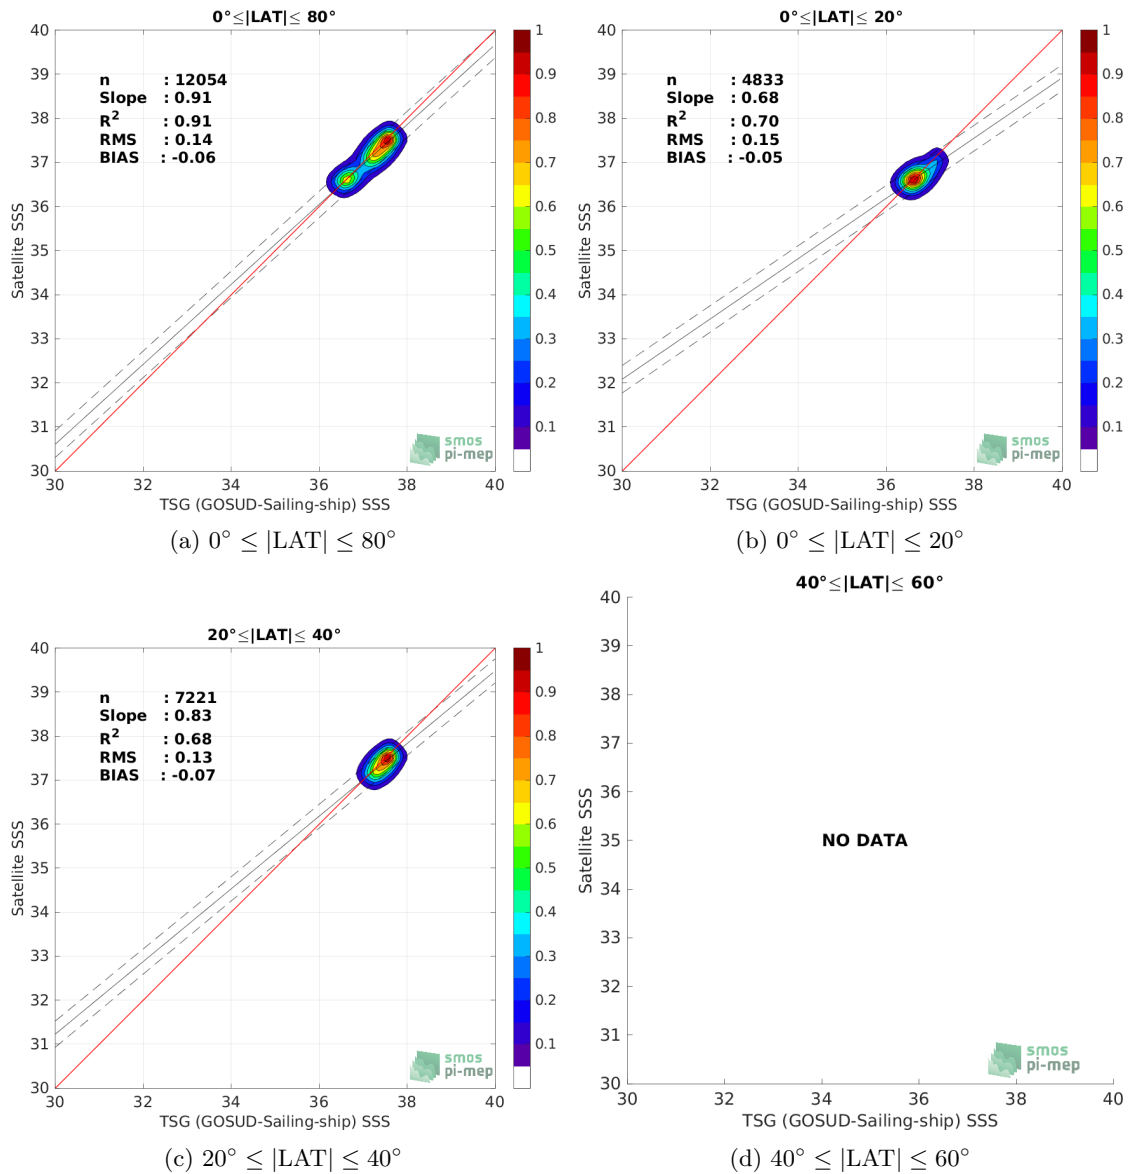 0°≤|LAT|≤ 80°
40
39
38
37
36
35
34
33
32
31
30
Satellite SSS
n : 12054
Slope : 0.91
R² : 0.91
RMS : 0.14
BIAS : -0.06
smos
pi-mep
30 32 34 36 38 40
TSG (GOSUD-Sailing-ship) SSS
1
0.9
0.8
0.7
0.6
0.5
0.4
0.3
0.2
0.1
(a) 0° ≤ |LAT| ≤ 80°
0°≤|LAT|≤ 20°
40
39
38
37
36
35
34
33
32
31
30
Satellite SSS
n : 4833
Slope : 0.68
R² : 0.70
RMS : 0.15
BIAS : -0.05
smos
pi-mep
30 32 34 36 38 40
TSG (GOSUD-Sailing-ship) SSS
1
0.9
0.8
0.7
0.6
0.5
0.4
0.3
0.2
0.1
(b) 0° ≤ |LAT| ≤ 20°
20°≤|LAT|≤ 40°
40
39
38
37
36
35
34
33
32
31
30
Satellite SSS
n : 7221
Slope : 0.83
R² : 0.68
RMS : 0.13
BIAS : -0.07
smos
pi-mep
30 32 34 36 38 40
TSG (GOSUD-Sailing-ship) SSS
1
0.9
0.8
0.7
0.6
0.5
0.4
0.3
0.2
0.1
(c) 20° ≤ |LAT| ≤ 40°
40°≤|LAT|≤ 60°
40
39
38
37
36
35
34
33
32
31
30
Satellite SSS
NO DATA
smos
pi-mep
30 32 34 36 38 40
TSG (GOSUD-Sailing-ship) SSS
(d) 40° ≤ |LAT| ≤ 60°